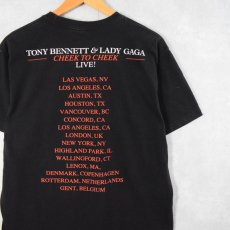 TONY BENNETT & LADY GAGA
CHEEK TO CHEEK
LIVE!
LAS VEGAS, NV
LOS ANGELES, CA
AUSTIN, TX
HOUSTON, TX
VANCOUVER, BC
CONCORD, CA
LOS ANGELES, CA
LONDON, UK
NEW YORK, NY
HIGHLAND PARK, IL
WALLINGFORD, CT
LENOX, MA,
DENMARK, COPENHAGEN
ROTTERDAM, NETHERLANDS
GENT, BELGIUM